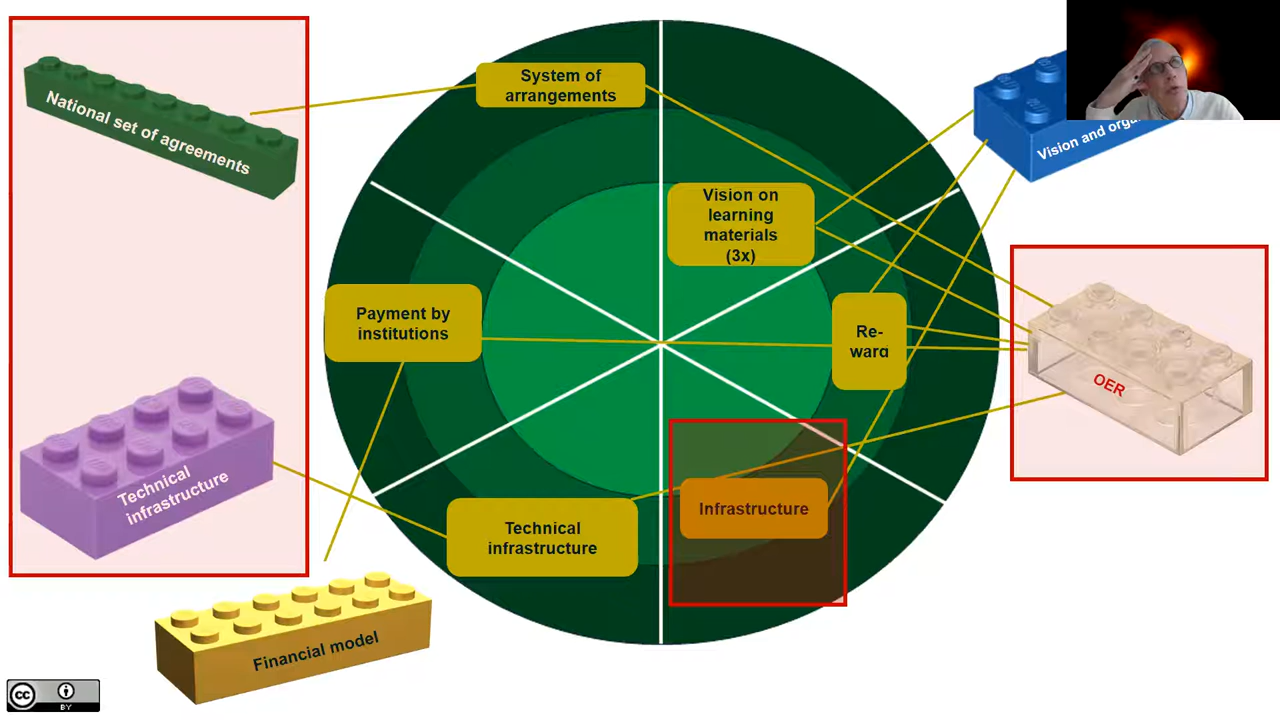 National set of agreements
System of
arrangements
Vision and
Vision on
learning
materials
(3x)
Payment by
institutions
Re-
ward
OER
Technical
infrastructure
Technical
infrastructure
Infrastructure
Financial model
CC
BY